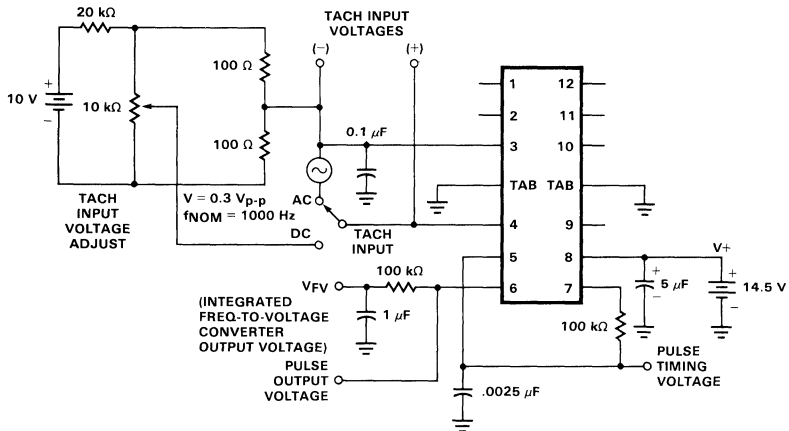 20 kΩ
TACH INPUT
VOLTAGES
(−)
(+)
100 Ω
+
10 V
−
10 kΩ
100 Ω
0.1 μF
1
12
2
11
3
10
TAB
TAB
4
9
5
8
6
7
TACH
INPUT
VOLTAGE
ADJUST
V = 0.3 Vp-p
fNOM = 1000 Hz
AC
DC
TACH
INPUT
V+
+
5 μF
−
+
14.5 V
−
VFV
100 kΩ
(INTEGRATED
FREQ-TO-VOLTAGE
CONVERTER
OUTPUT VOLTAGE)
1 μF
100 kΩ
PULSE
OUTPUT
VOLTAGE
PULSE
TIMING
VOLTAGE
.0025 μF